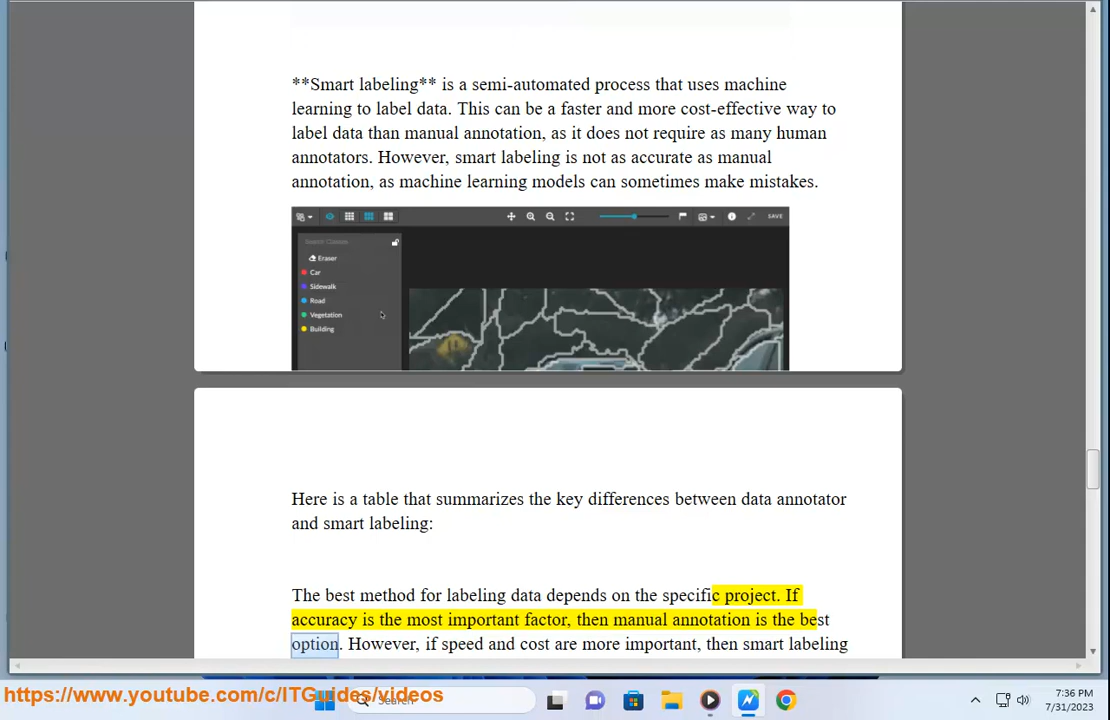 **Smart labeling** is a semi-automated process that uses machine
learning to label data. This can be a faster and more cost-effective way to
label data than manual annotation, as it does not require as many human
annotators. However, smart labeling is not as accurate as manual
annotation, as machine learning models can sometimes make mistakes.
SAVE
Search Classes
Eraser
Car
Sidewalk
Road
Vegetation
Building
Here is a table that summarizes the key differences between data annotator
and smart labeling:
The best method for labeling data depends on the specific project. If
accuracy is the most important factor, then manual annotation is the best
option. However, if speed and cost are more important, then smart labeling
https://www.youtube.com/c/ITGuides/videos
Search
7:36 PM
7/31/2023